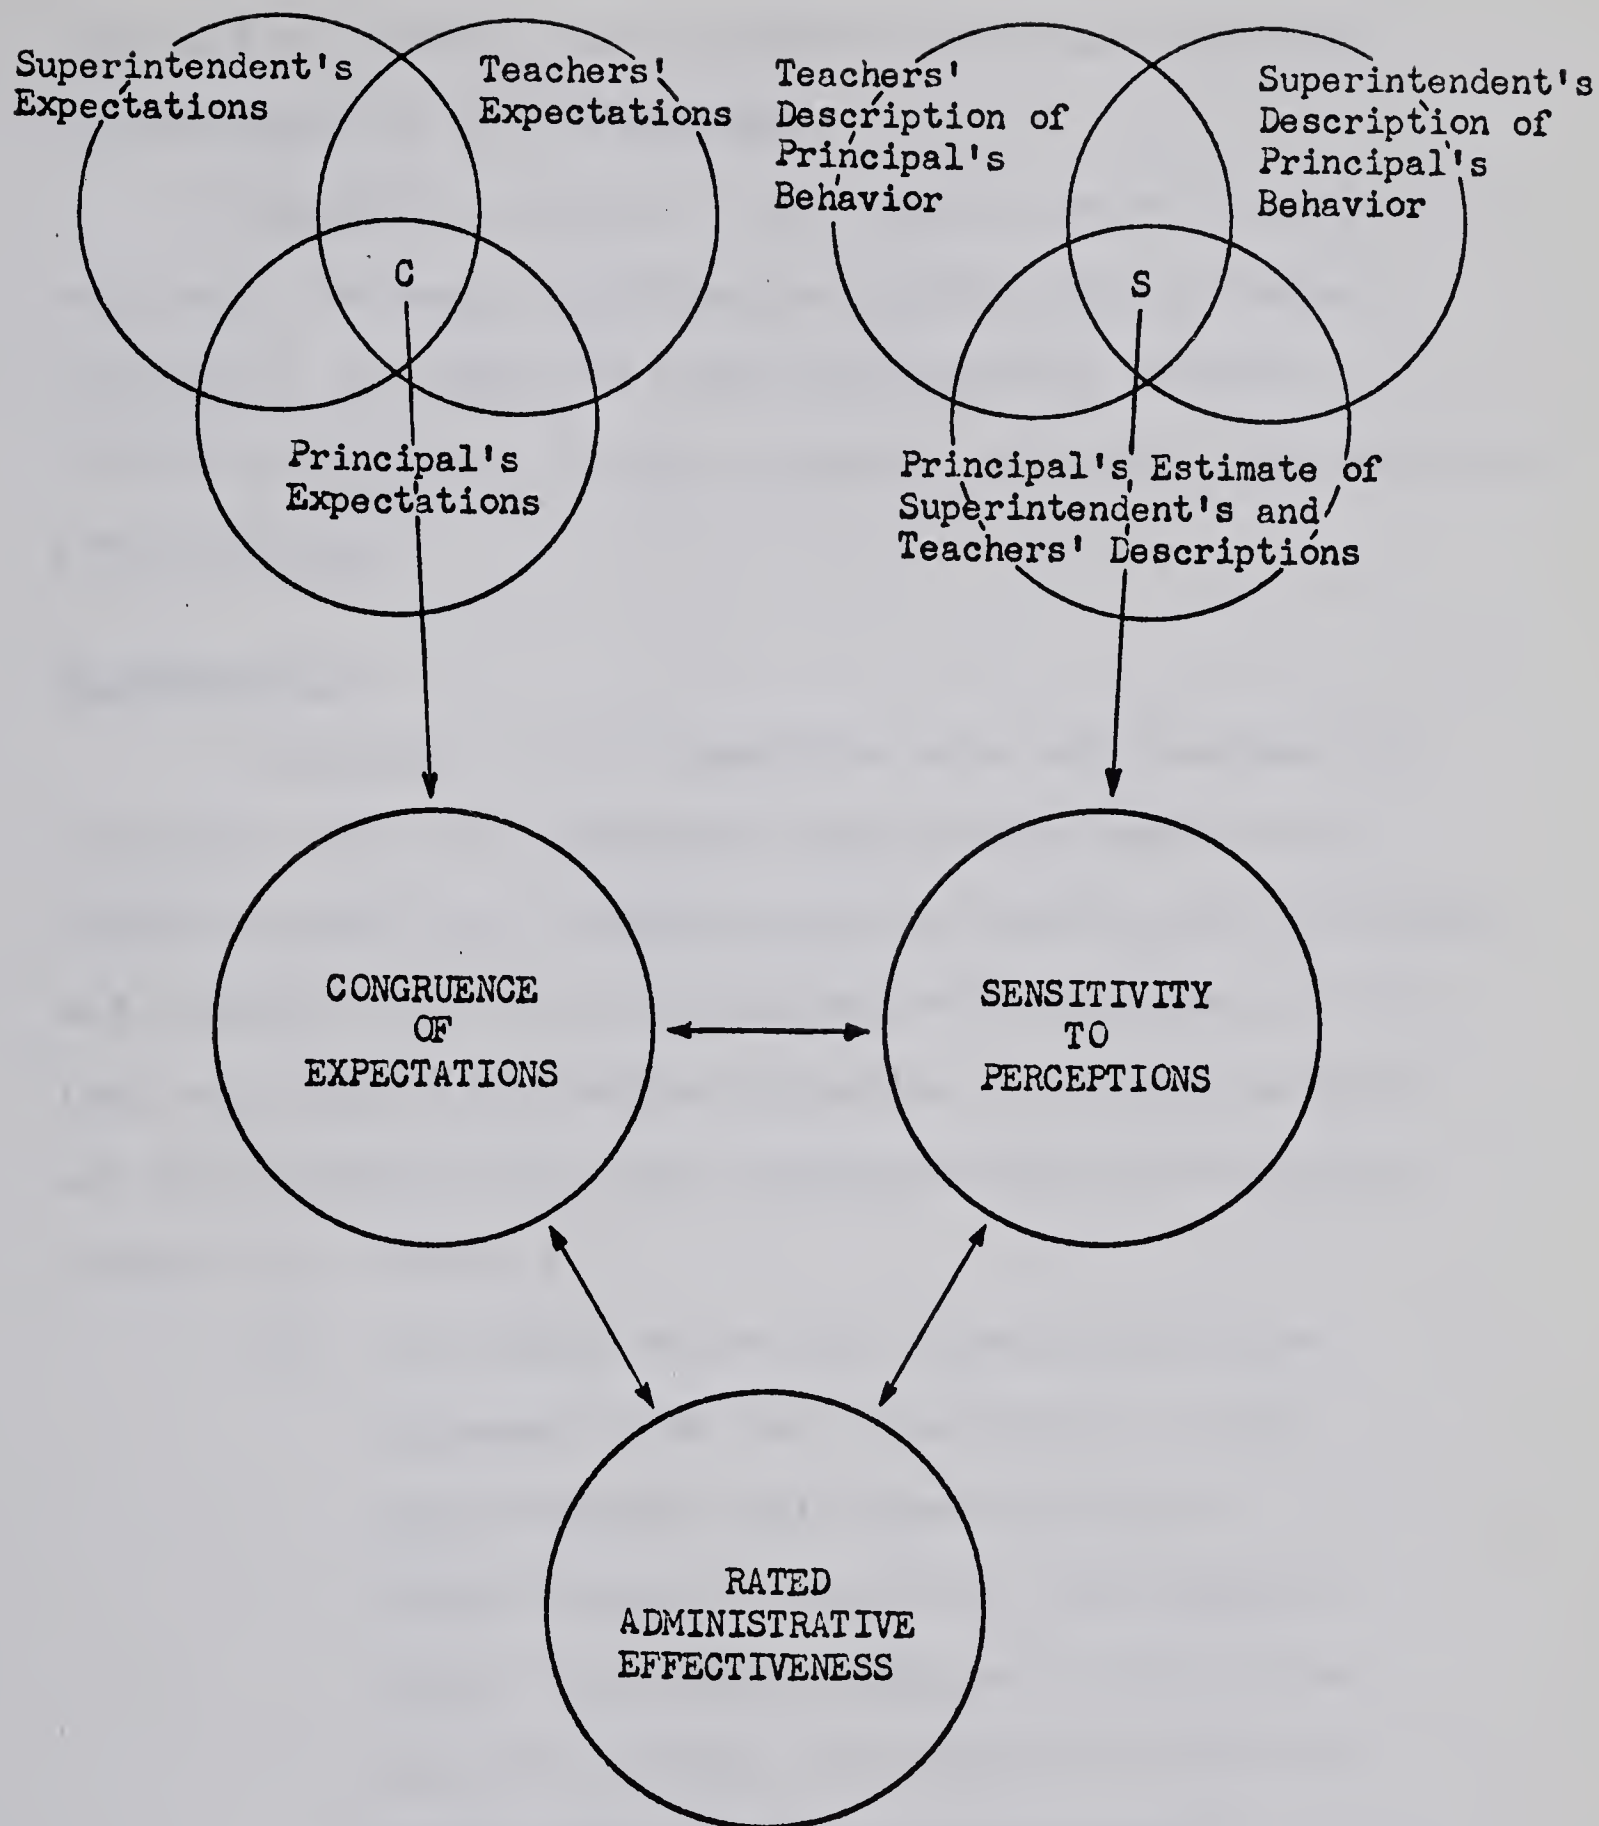 Superintendent's
Expectations
Teachers'
Expectations
Teachers'
Description of
Principal's
Behavior
Superintendent's
Description of
Principal's
Behavior
C
S
Principal's
Expectations
Principal's Estimate of
Superintendent's and
Teachers' Descriptions
CONGRUENCE
OF
EXPECTATIONS
SENSITIVITY
TO
PERCEPTIONS
RATED
ADMINISTRATIVE
EFFECTIVENESS